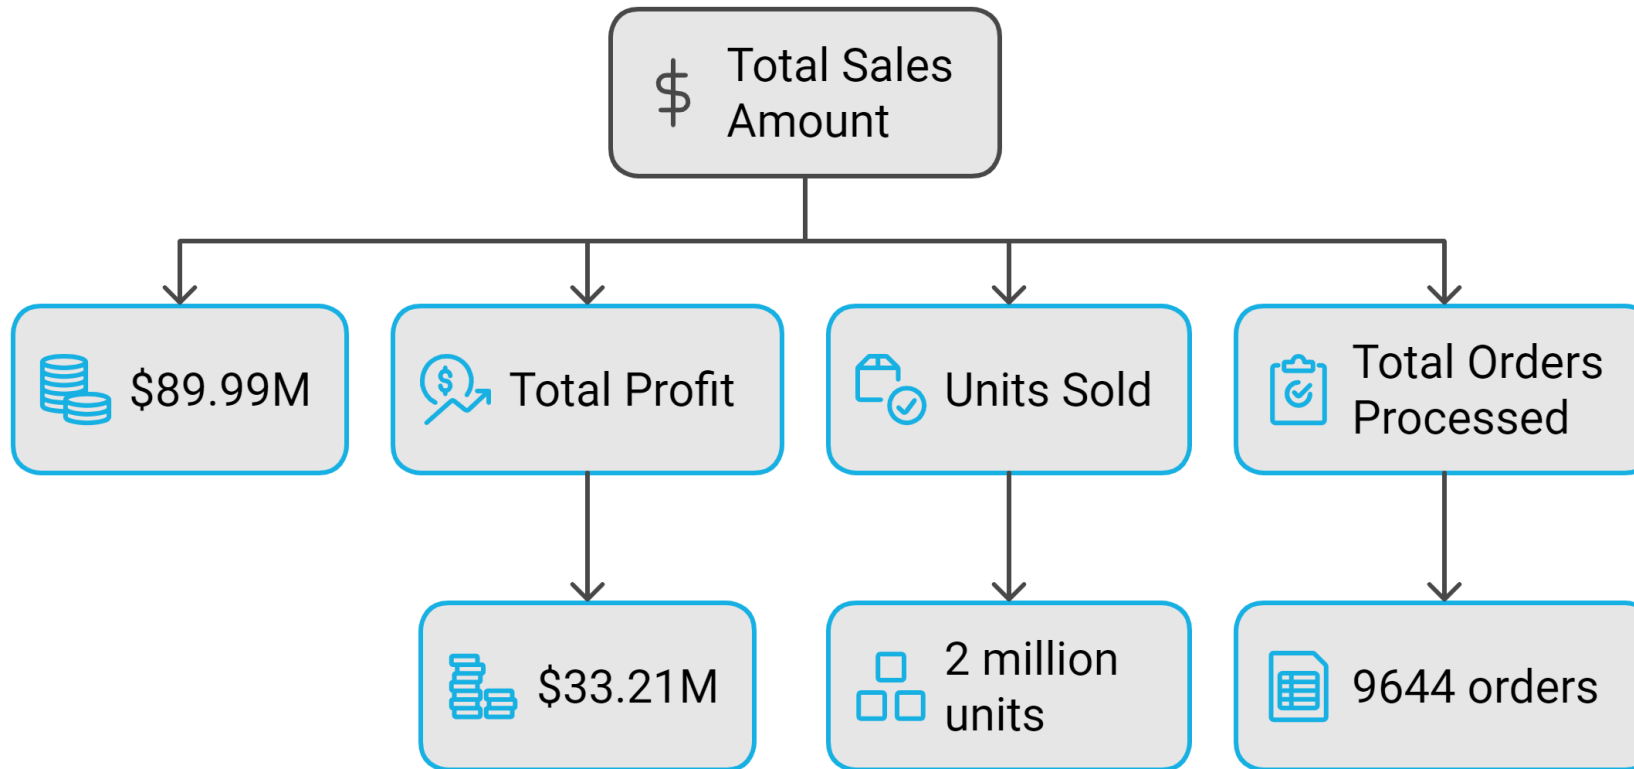 Total Sales
Amount
$89.99M
Total Profit
Units Sold
Total Orders
Processed
$33.21M
2 million
units
9644 orders